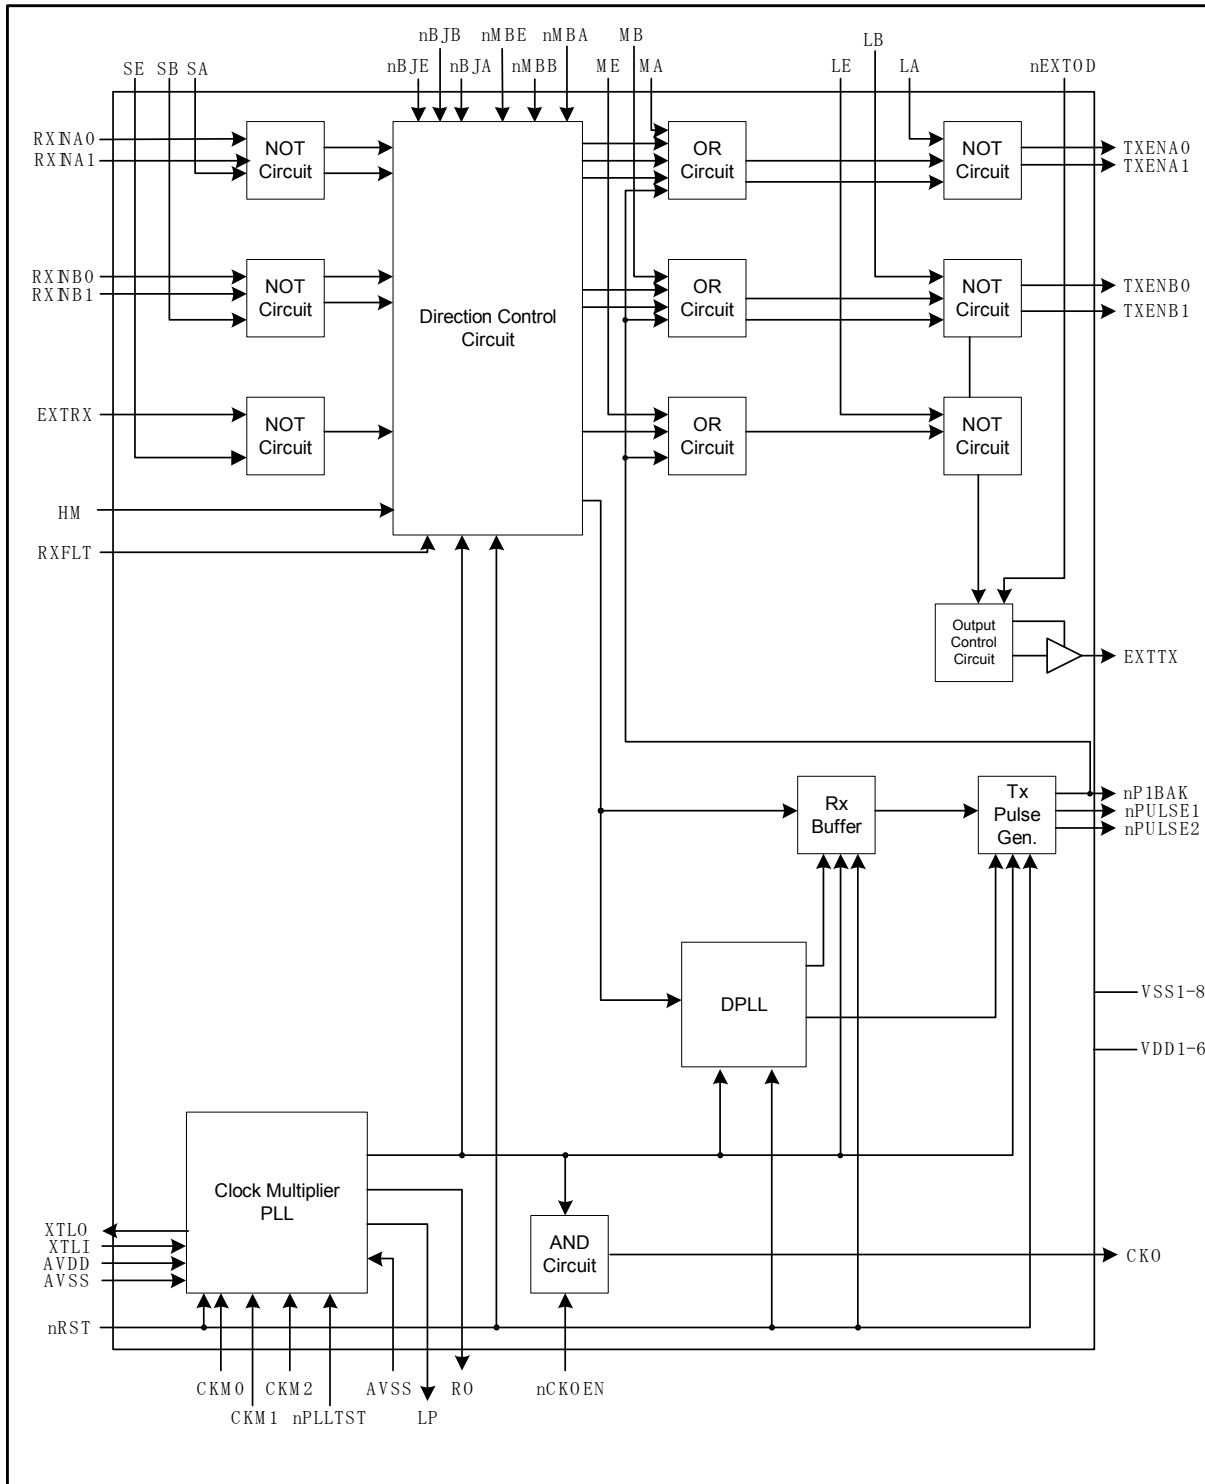 nBJB nMBE nMBA MB LB
SE SB SA nBJE nBJA nMBB ME MA LE LA nEXTOD
RXINA0
RXINA1
NOT
Circuit
OR
Circuit
NOT
Circuit
TXENA0
TXENA1
RXINB0
RXINB1
NOT
Circuit
Direction Control
Circuit
OR
Circuit
NOT
Circuit
TXENB0
TXENB1
EXTRX
NOT
Circuit
OR
Circuit
NOT
Circuit
HM
RXFLT
Output
Control
Circuit
EXTTX
Rx
Buffer
Tx
Pulse
Gen.
nP1BAK
nPULSE1
nPULSE2
DPLL
VSS1-8
VDD1-6
Clock Multiplier
PLL
XTLO
XTLI
AVDD
AVSS
AND
Circuit
CKO
nRST
CKM0 CKM2 AVSS RO nCKOEN
CKM1 nPLLTST LP